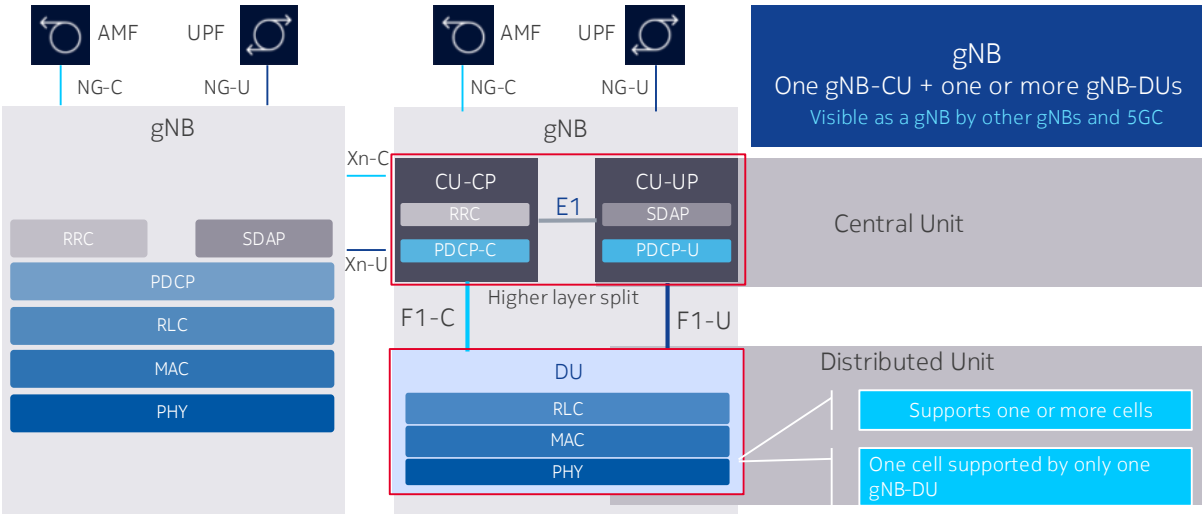 AMF
UPF
AMF
UPF
NG-C
NG-U
NG-C
NG-U
gNB
One gNB-CU + one or more gNB-DUs
Visible as a gNB by other gNBs and 5GC
gNB
gNB
Xn-C
Xn-U
RRC
SDAP
PDCP
RLC
MAC
PHY
CU-CP
RRC
PDCP-C
E1
CU-UP
SDAP
PDCP-U
Central Unit
Higher layer split
F1-C
F1-U
DU
RLC
MAC
PHY
Distributed Unit
Supports one or more cells
One cell supported by only one
gNB-DU